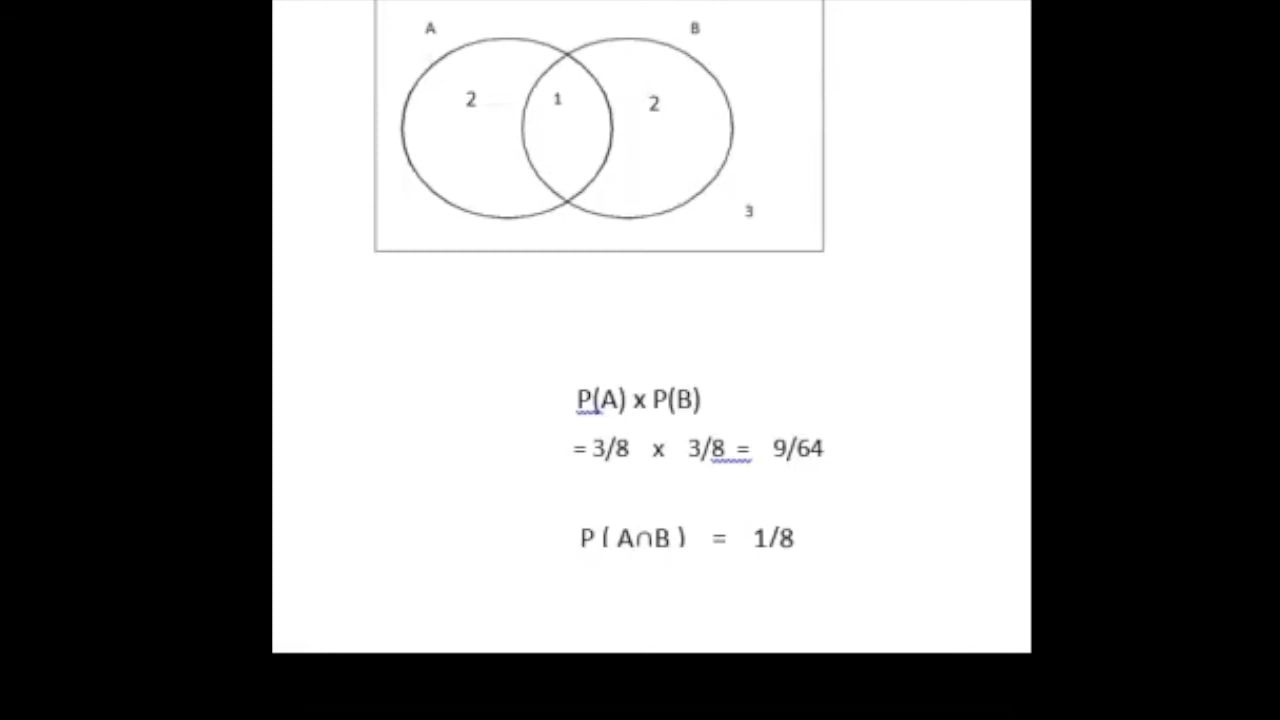 A B
2 1 2
3
P(A) x P(B)
= 3/8 x 3/8 = 9/64
P ( A∩B ) = 1/8